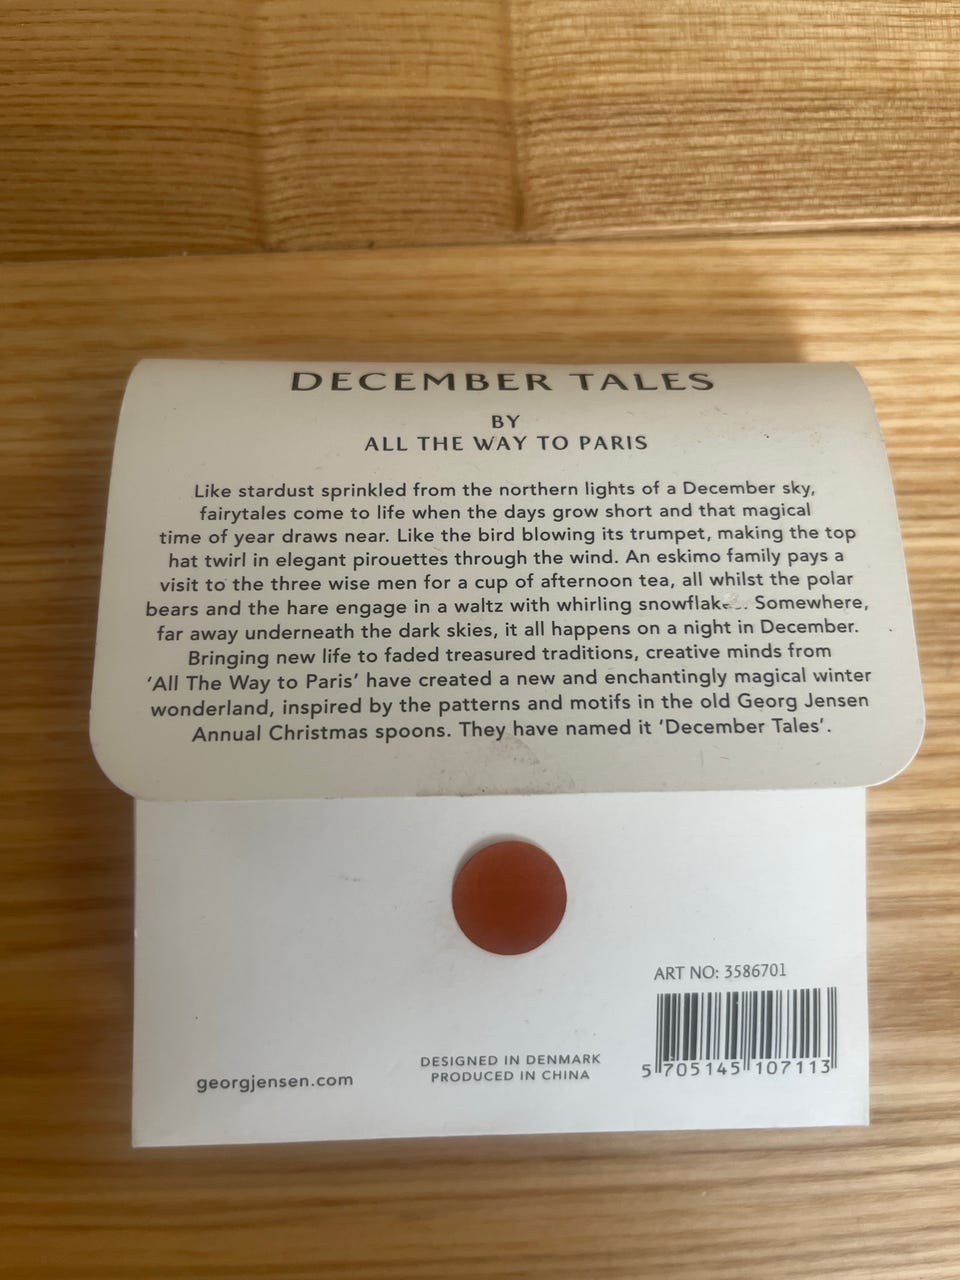 DECEMBER TALES
BY
ALL THE WAY TO PARIS
Like stardust sprinkled from the northern lights of a December sky,
fairytales come to life when the days grow short and that magical
time of year draws near. Like the bird blowing its trumpet, making the top
hat twirl in elegant pirouettes through the wind. An eskimo family pays a
visit to the three wise men for a cup of afternoon tea, all whilst the polar
bears and the hare engage in a waltz with whirling Somewhere,
far away underneath the dark skies, it all happens on a night in December.
Bringing new life to faded treasured traditions, creative minds from
'All The Way to Paris' have created a new and enchantingly magical winter
wonderland, inspired by the patterns and motifs in the old Georg Jensen
Annual Christmas spoons. They have named it 'December Tales'.
ART NO: 3586701
5 705145 107113
DESIGNED IN DENMARK
PRODUCED IN CHINA
georgjensen.com